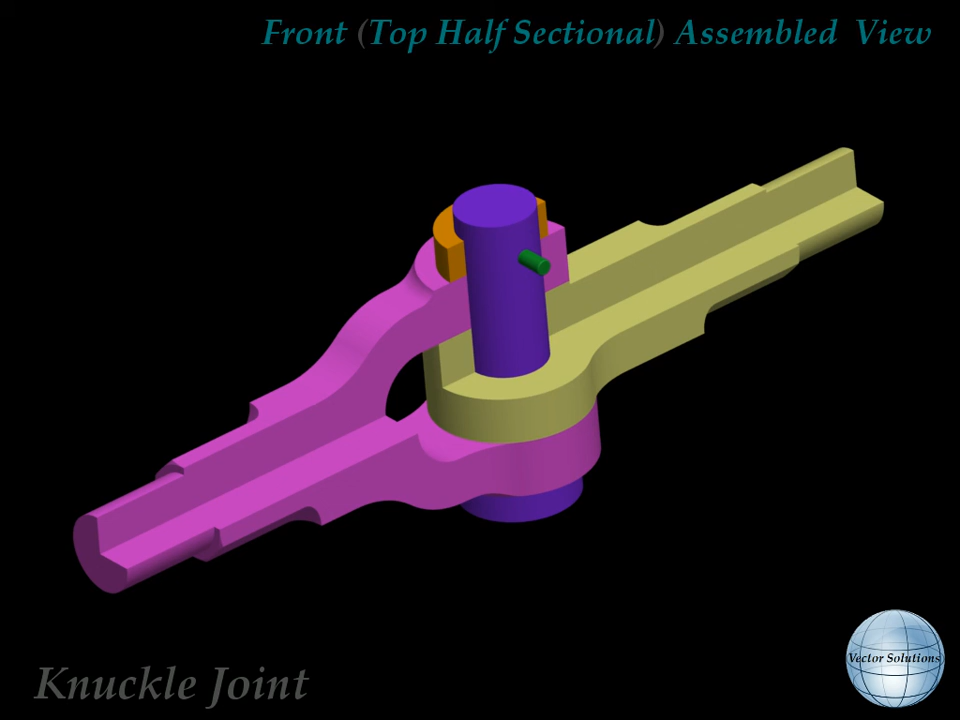 Front (Top Half Sectional) Assembled View
Vector Solutions
Knuckle Joint